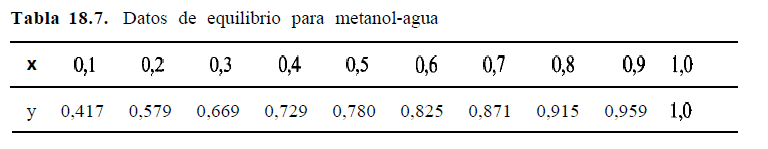 Tabla 18.7. Datos de equilibrio para metanol-agua
x 0,1 0,2 0,3 0,4 0,5 0,6 0,7 0,8 0,9 1,0
y 0,417 0,579 0,669 0,729 0,780 0,825 0,871 0,915 0,959 1,0